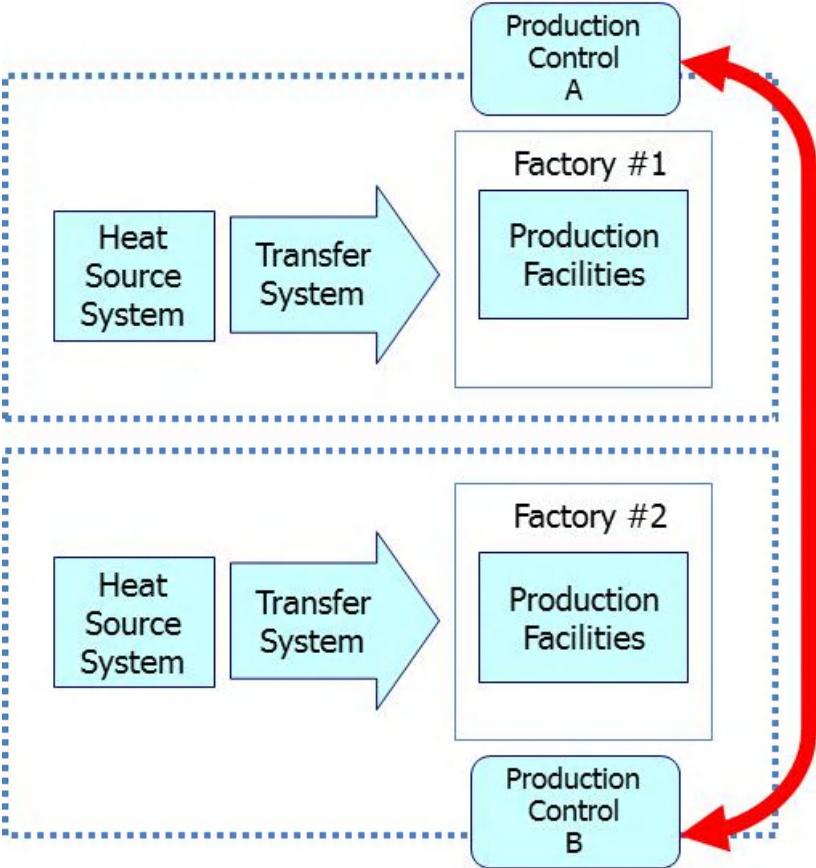 Production
Control
A
Factory #1
Heat
Source
System
Transfer
System
Production
Facilities
Factory #2
Heat
Source
System
Transfer
System
Production
Facilities
Production
Control
B